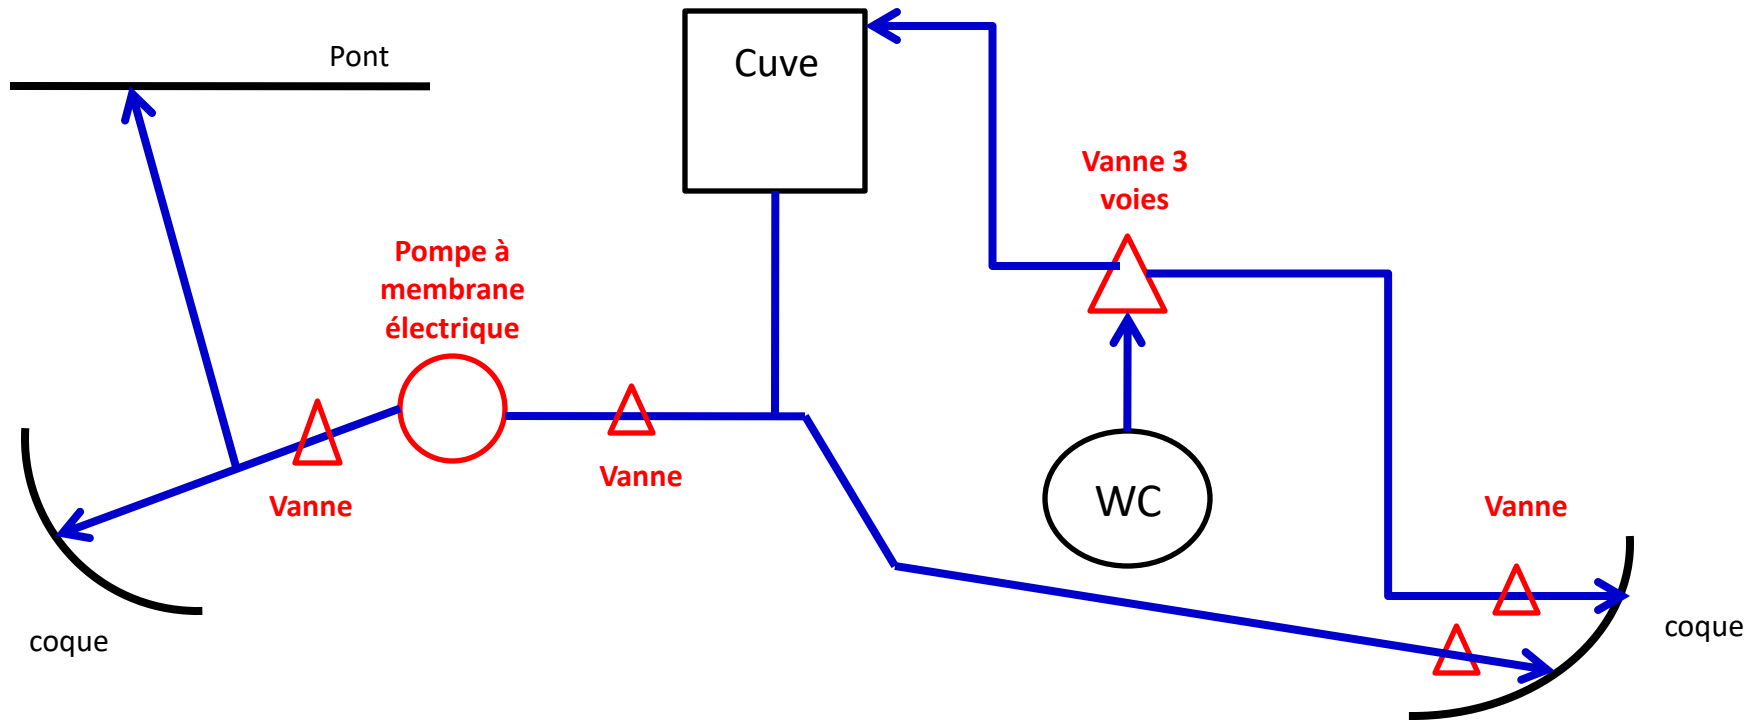 Pont
Cuve
Vanne 3
voies
Pompe à
membrane
électrique
Vanne
Vanne
WC
Vanne
coque
coque